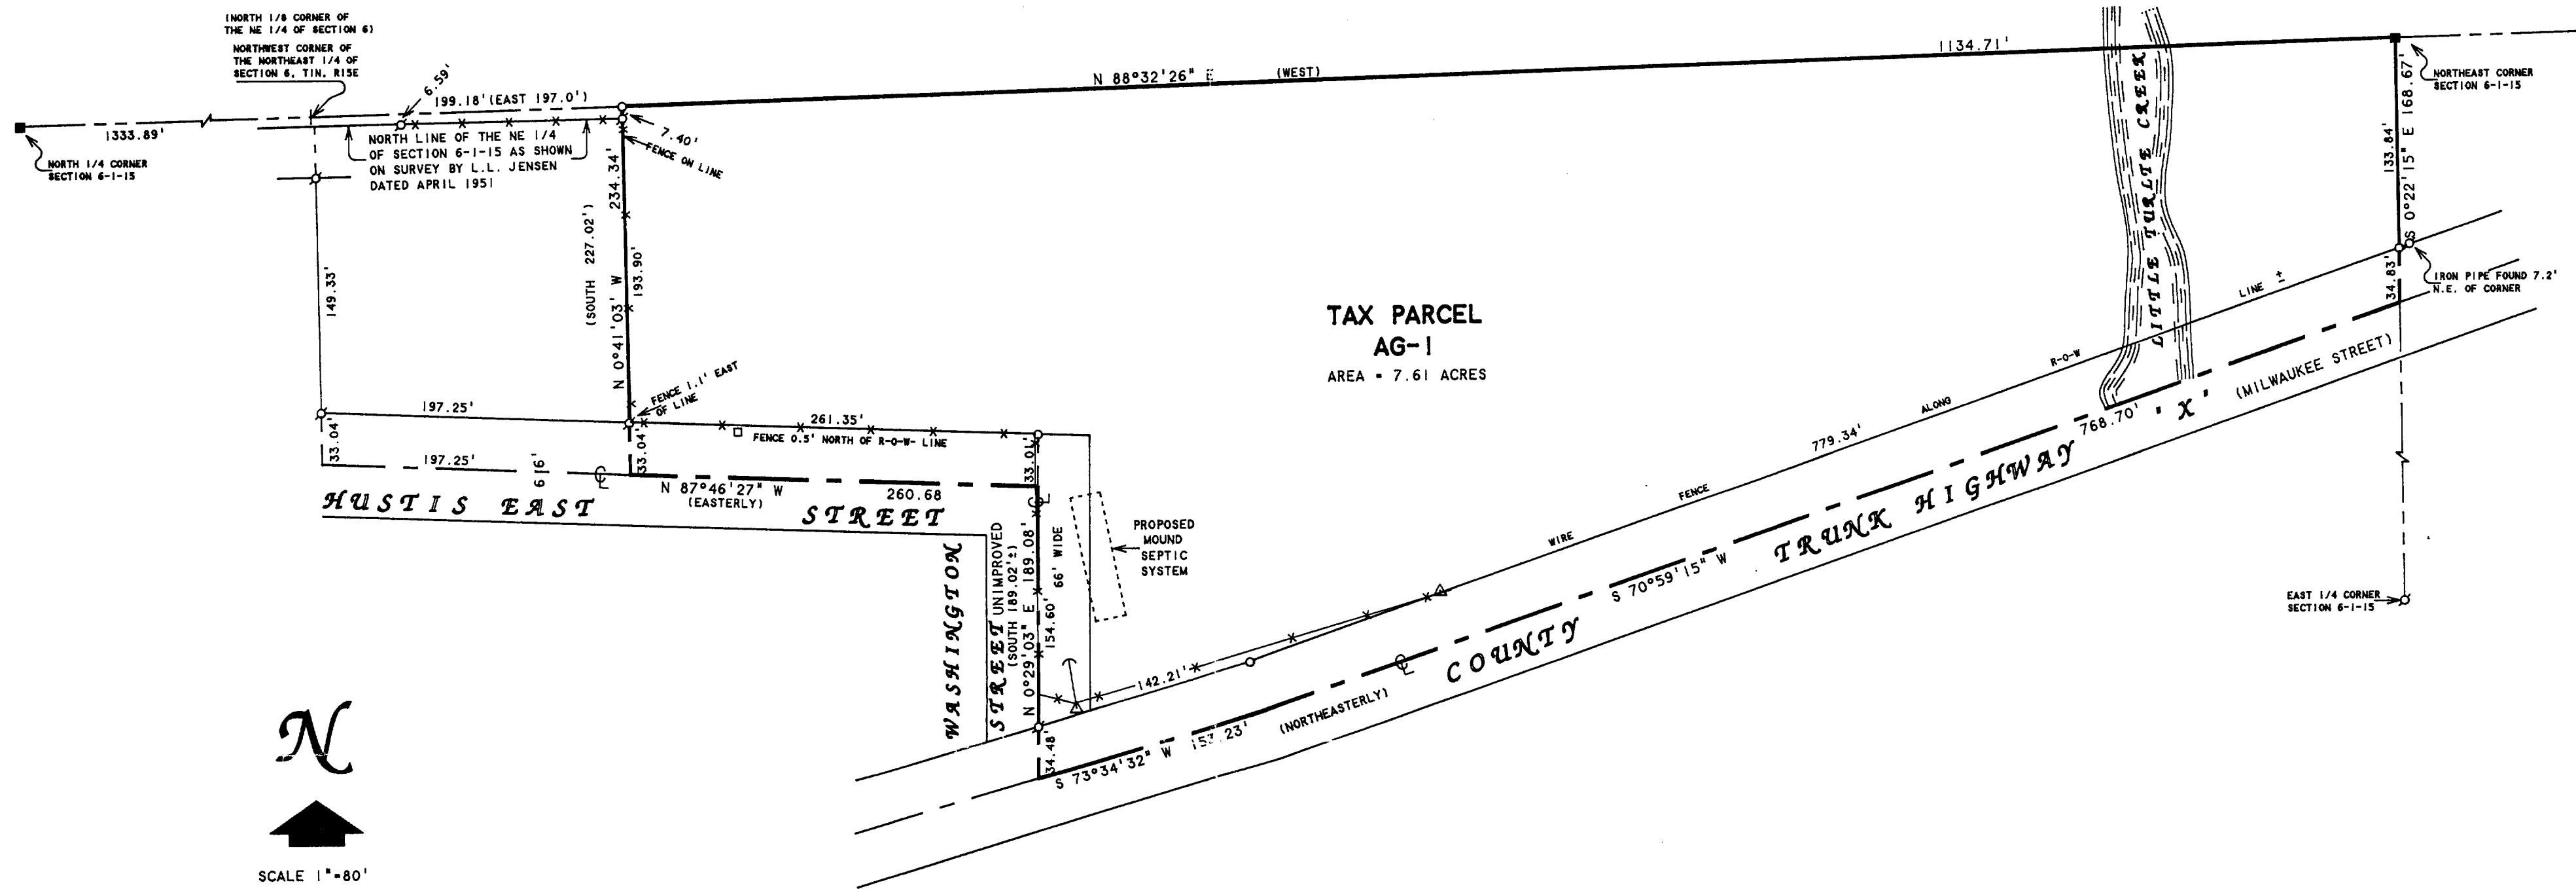 (NORTH 1/8 CORNER OF
THE NE 1/4 OF SECTION 6)
NORTHWEST CORNER OF
THE NORTHEAST 1/4 OF
SECTION 6, T1N, R15E
6.59'
199.18' (EAST 197.0')
1333.89'
NORTH 1/4 CORNER
SECTION 6-1-15
NORTH LINE OF THE NE 1/4
OF SECTION 6-1-15 AS SHOWN
ON SURVEY BY L.L. JENSEN
DATED APRIL 1951
7.40'
FENCE ON LINE
N 88°32'26" E
(WEST)
1134.71'
NORTHEAST CORNER
SECTION 6-1-15
S 0°22'15" E 168.67'
133.84'
34.83'
IRON PIPE FOUND 7.2'
N.E. OF CORNER
LITTLE TURLTE CREEK
234.34'
(SOUTH 227.02')
193.90'
N 0°41'03' W
149.33'
FENCE 1.1' EAST
OF LINE
TAX PARCEL
AG-1
AREA = 7.61 ACRES
197.25'
261.35'
FENCE 0.5' NORTH OF R-O-W- LINE
33.04'
33.04'
33.01'
197.25'
616'
N 87°46'27" W
(EASTERLY)
260.68
HUSTIS EAST STREET
WASHINGTON
STREET UNIMPROVED
(SOUTH 189.02'±)
N 0°29'03" E 189.08'
154.60'
66' WIDE
34.48'
PROPOSED
MOUND
SEPTIC
SYSTEM
142.21'
WIRE FENCE ALONG R-O-W LINE ±
779.34'
768.70'
S 73°34'32" W 153.23'
(NORTHEASTERLY)
S 70°59'15" W
COUNTY TRUNK HIGHWAY "X"
(MILWAUKEE STREET)
EAST 1/4 CORNER
SECTION 6-1-15
N
SCALE 1"=80'